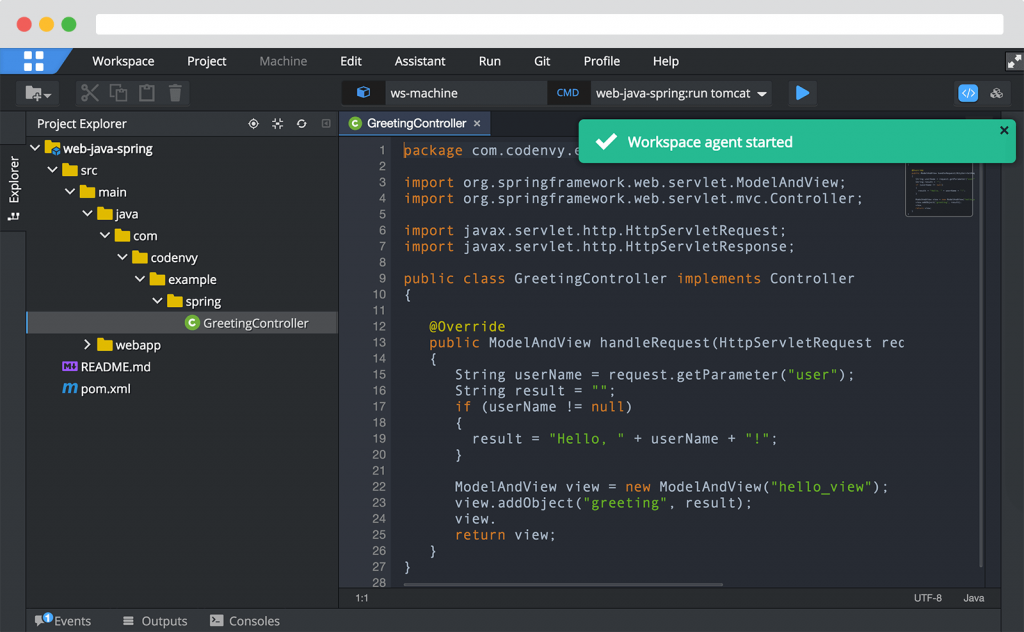 Workspace Project Machine Edit Assistant Run Git Profile Help
ws-machine CMD web-java-spring:run tomcat
Project Explorer
Explorer
web-java-spring
src
main
java
com
codenvy
example
spring
C GreetingController
webapp
MD README.md
m pom.xml
C GreetingController ×
Workspace agent started
1 package com.codenvy.e
2
3 import org.springframework.web.servlet.ModelAndView;
4 import org.springframework.web.servlet.mvc.Controller;
5
6 import javax.servlet.http.HttpServletRequest;
7 import javax.servlet.http.HttpServletResponse;
8
9 public class GreetingController implements Controller
10 {
11
12 @Override
13 public ModelAndView handleRequest(HttpServletRequest rec
14 {
15 String userName = request.getParameter("user");
16 String result = "";
17 if (userName != null)
18 {
19 result = "Hello, " + userName + "!";
20 }
21
22 ModelAndView view = new ModelAndView("hello_view");
23 view.addObject("greeting", result);
24 view.
25 return view;
26 }
27 }
28
1:1 UTF-8 Java
1 Events Outputs Consoles